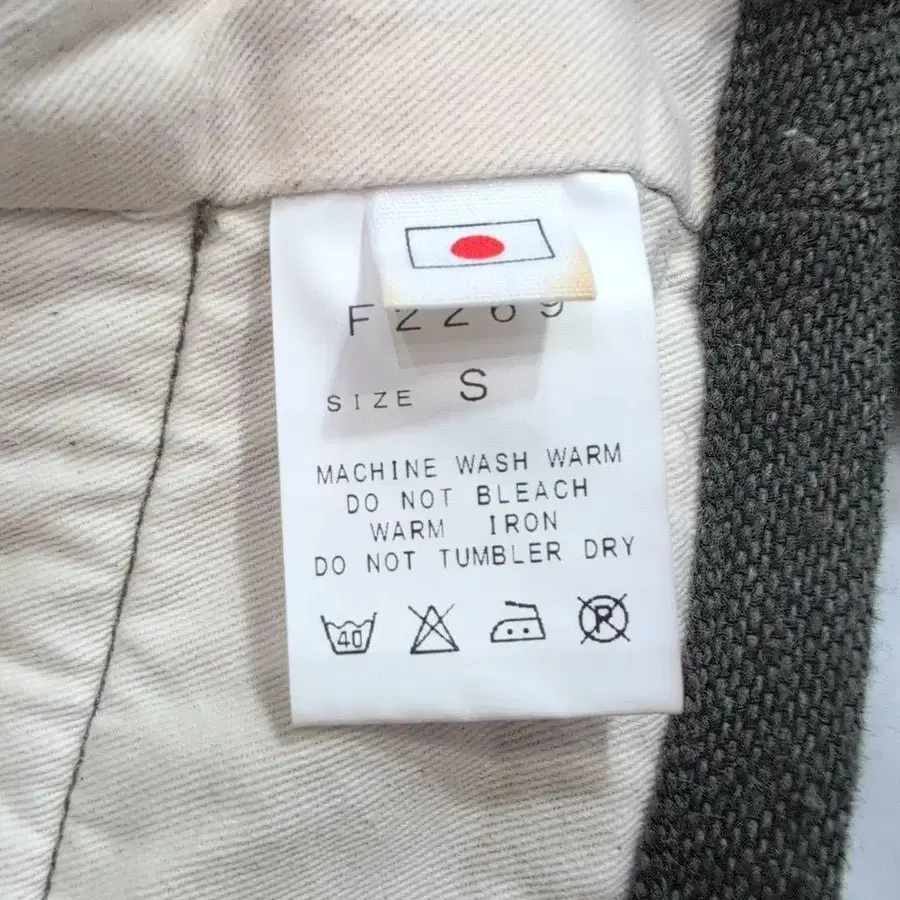 F2269
SIZE S
MACHINE WASH WARM
DO NOT BLEACH
WARM IRON
DO NOT TUMBLER DRY
40
R